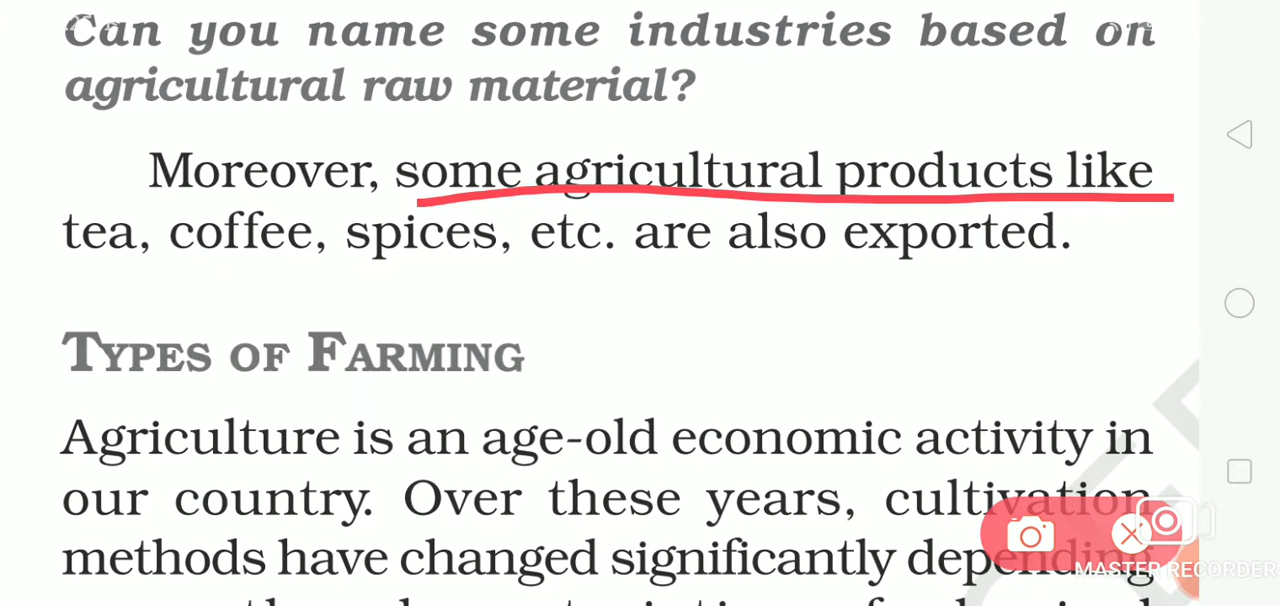 Can you name some industries based on
agricultural raw material?
Moreover, some agricultural products like
tea, coffee, spices, etc. are also exported.
TYPES OF FARMING
Agriculture is an age-old economic activity in
our country. Over these years, cultivation
methods have changed significantly depending
MASTER RECORDER